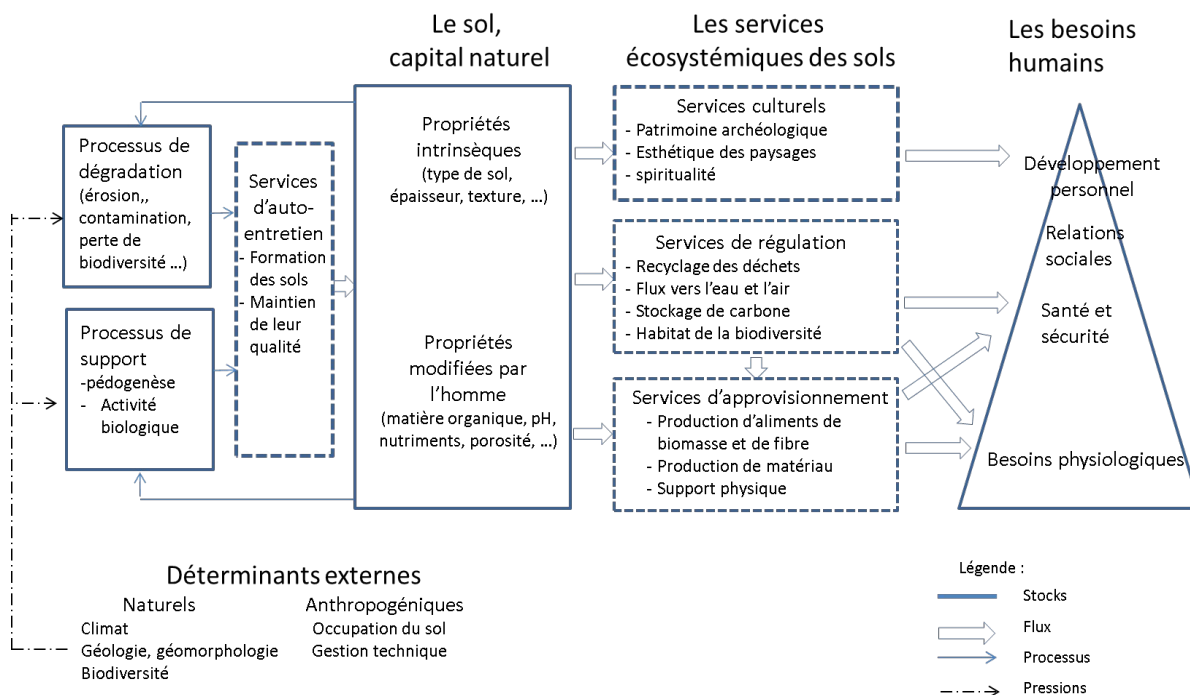 Le sol,
capital naturel
Les services
écosystémiques des sols
Les besoins
humains
Processus de
dégradation
(érosion,,
contamination,
perte de
biodiversité ...)
Processus de
support
-pédogenèse
- Activité
biologique
Services
d'auto-
entretien
- Formation
des sols
- Maintien
de leur
qualité
Propriétés
intrinsèques
(type de sol,
épaisseur, texture, ...)
Propriétés
modifiées par
l'homme
(matière organique, pH,
nutriments, porosité, ...)
Services culturels
- Patrimoine archéologique
- Esthétique des paysages
- spiritualité
Services de régulation
- Recyclage des déchets
- Flux vers l'eau et l'air
- Stockage de carbone
- Habitat de la biodiversité
Services d'approvisionnement
- Production d'aliments de
biomasse et de fibre
- Production de matériau
- Support physique
Développement
personnel
Relations
sociales
Santé et
sécurité
Besoins physiologiques
Déterminants externes
Naturels
Climat
Géologie, géomorphologie
Biodiversité
Anthropogéniques
Occupation du sol
Gestion technique
Légende :
Stocks
Flux
Processus
Pressions